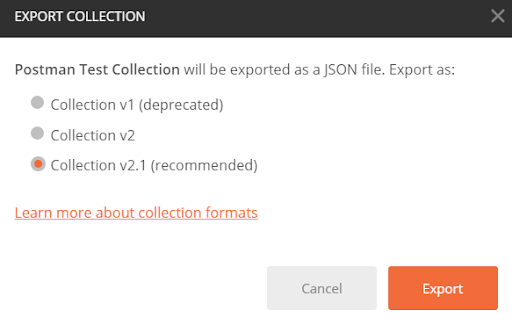 EXPORT COLLECTION
Postman Test Collection will be exported as a JSON file. Export as:
Collection v1 (deprecated)
Collection v2
Collection v2.1 (recommended)
Learn more about collection formats
Cancel Export